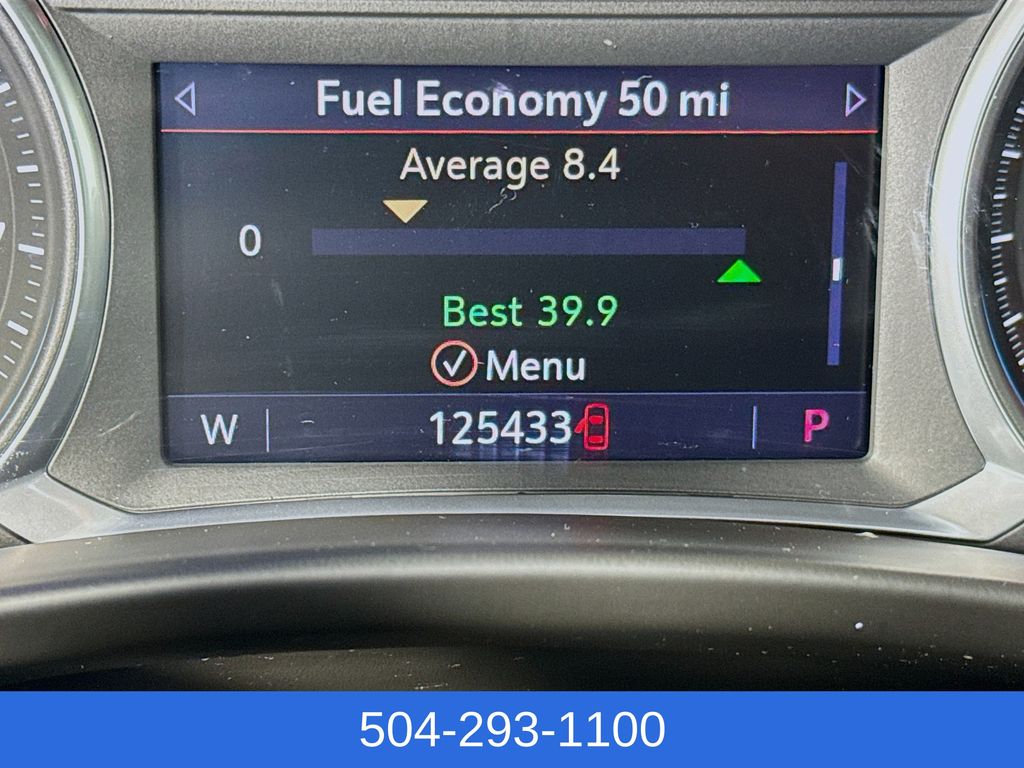 Fuel Economy 50 mi
Average 8.4
0
Best 39.9
Menu
W 125433 P
504-293-1100